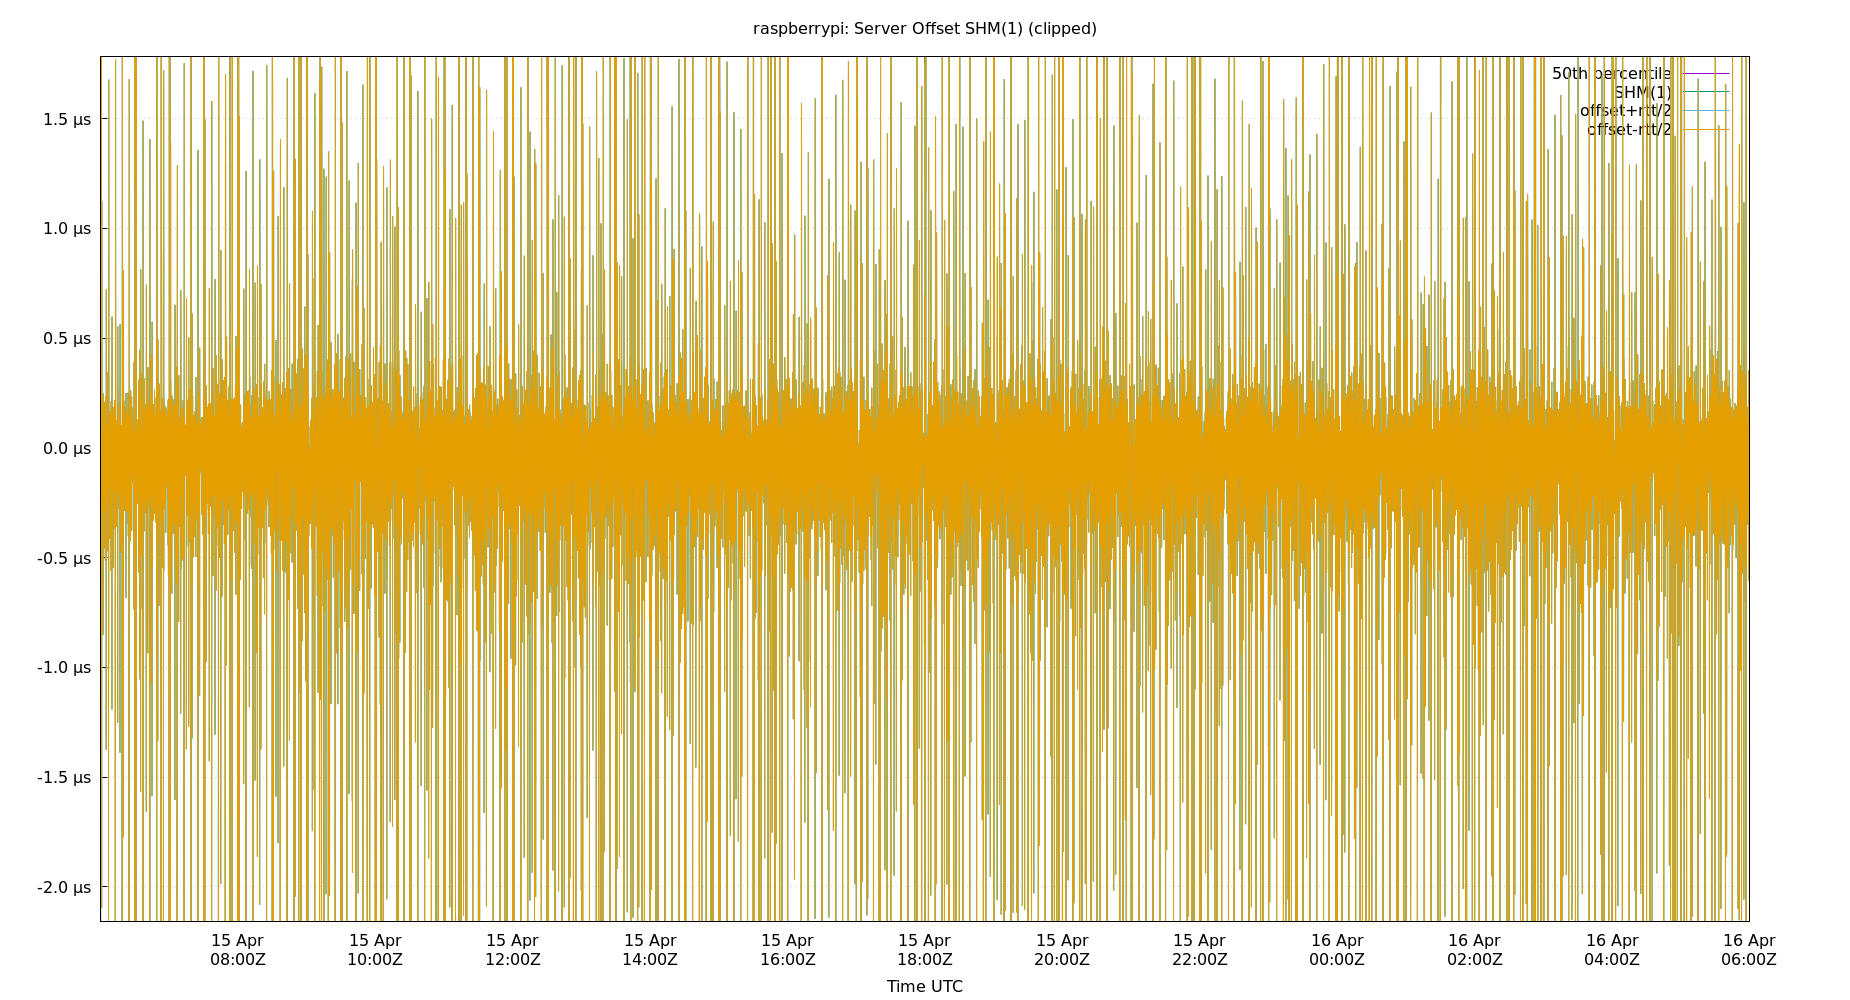 raspberrypi: Server Offset SHM(1) (clipped)
50th percentile
SHM(1)
offset+rtt/2
offset-rtt/2
1.5 µs
1.0 µs
0.5 µs
0.0 µs
-0.5 µs
-1.0 µs
-1.5 µs
-2.0 µs
15 Apr 15 Apr 15 Apr 15 Apr 15 Apr 15 Apr 15 Apr 15 Apr 16 Apr 16 Apr 16 Apr 16 Apr
08:00Z 10:00Z 12:00Z 14:00Z 16:00Z 18:00Z 20:00Z 22:00Z 00:00Z 02:00Z 04:00Z 06:00Z
Time UTC